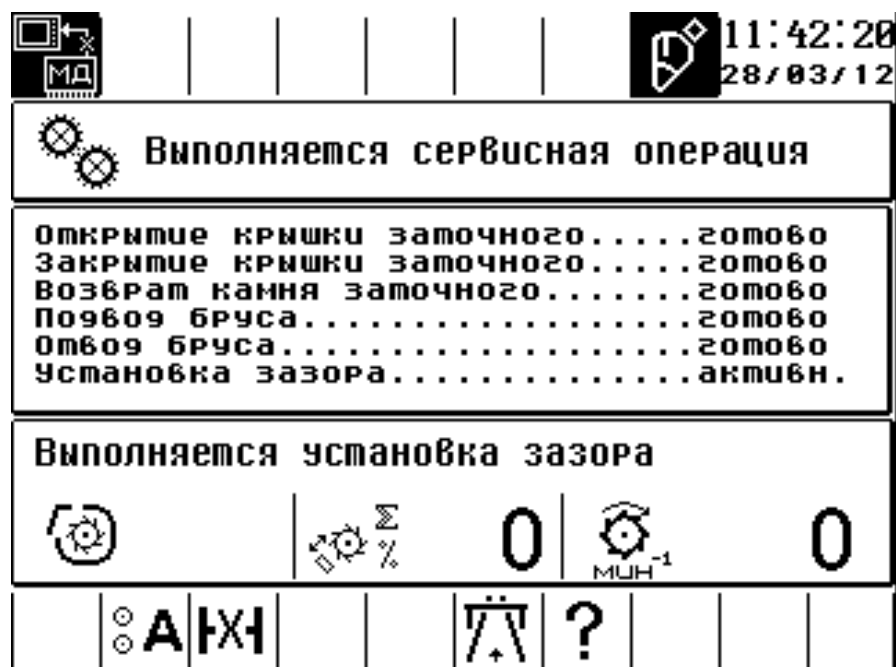 МД
11:42:20
28/03/12
Выполняется сервисная операция
Открытие крышки заточного.....готово
Закрытие крышки заточного.....готово
Возврат камня заточного.......готово
Подвод бруса..................готово
Отвод бруса...................готово
Установка зазора..............активн.
Выполняется установка зазора
Σ
% 0
МИН⁻¹ 0
A ?